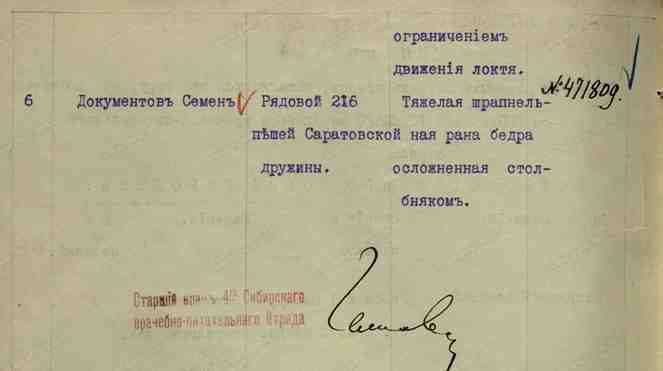 ограниченіемъ
движенія локтя.
№471809.
6 Документовъ Семенъ Рядовой 216 Тяжелая шрапнель-
пѣшей Саратовской ная рана бедра
дружины. осложненная стол-
бнякомъ.
Старшій врачъ 4го Сибирскаго
врачебно-питательнаго Отряда